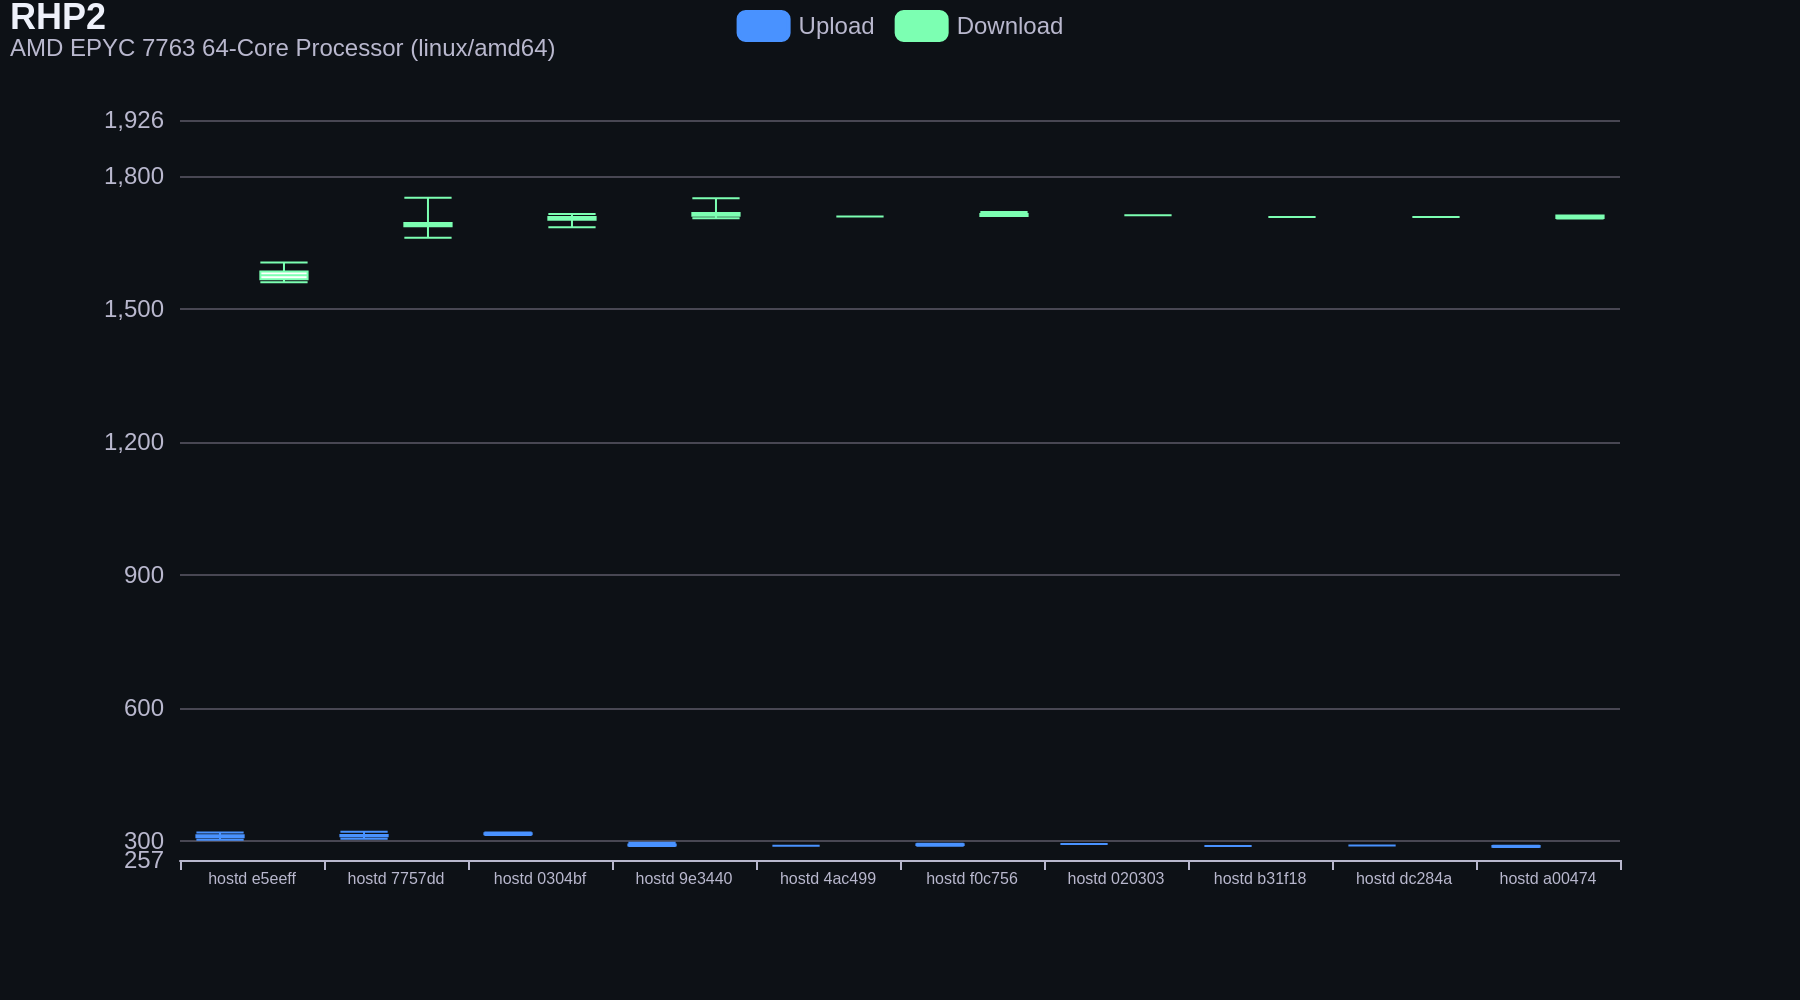 RHP2
AMD EPYC 7763 64-Core Processor (linux/amd64)
Upload
Download
1,926
1,800
1,500
1,200
900
600
300
257
hostd e5eeff
hostd 7757dd
hostd 0304bf
hostd 9e3440
hostd 4ac499
hostd f0c756
hostd 020303
hostd b31f18
hostd dc284a
hostd a00474